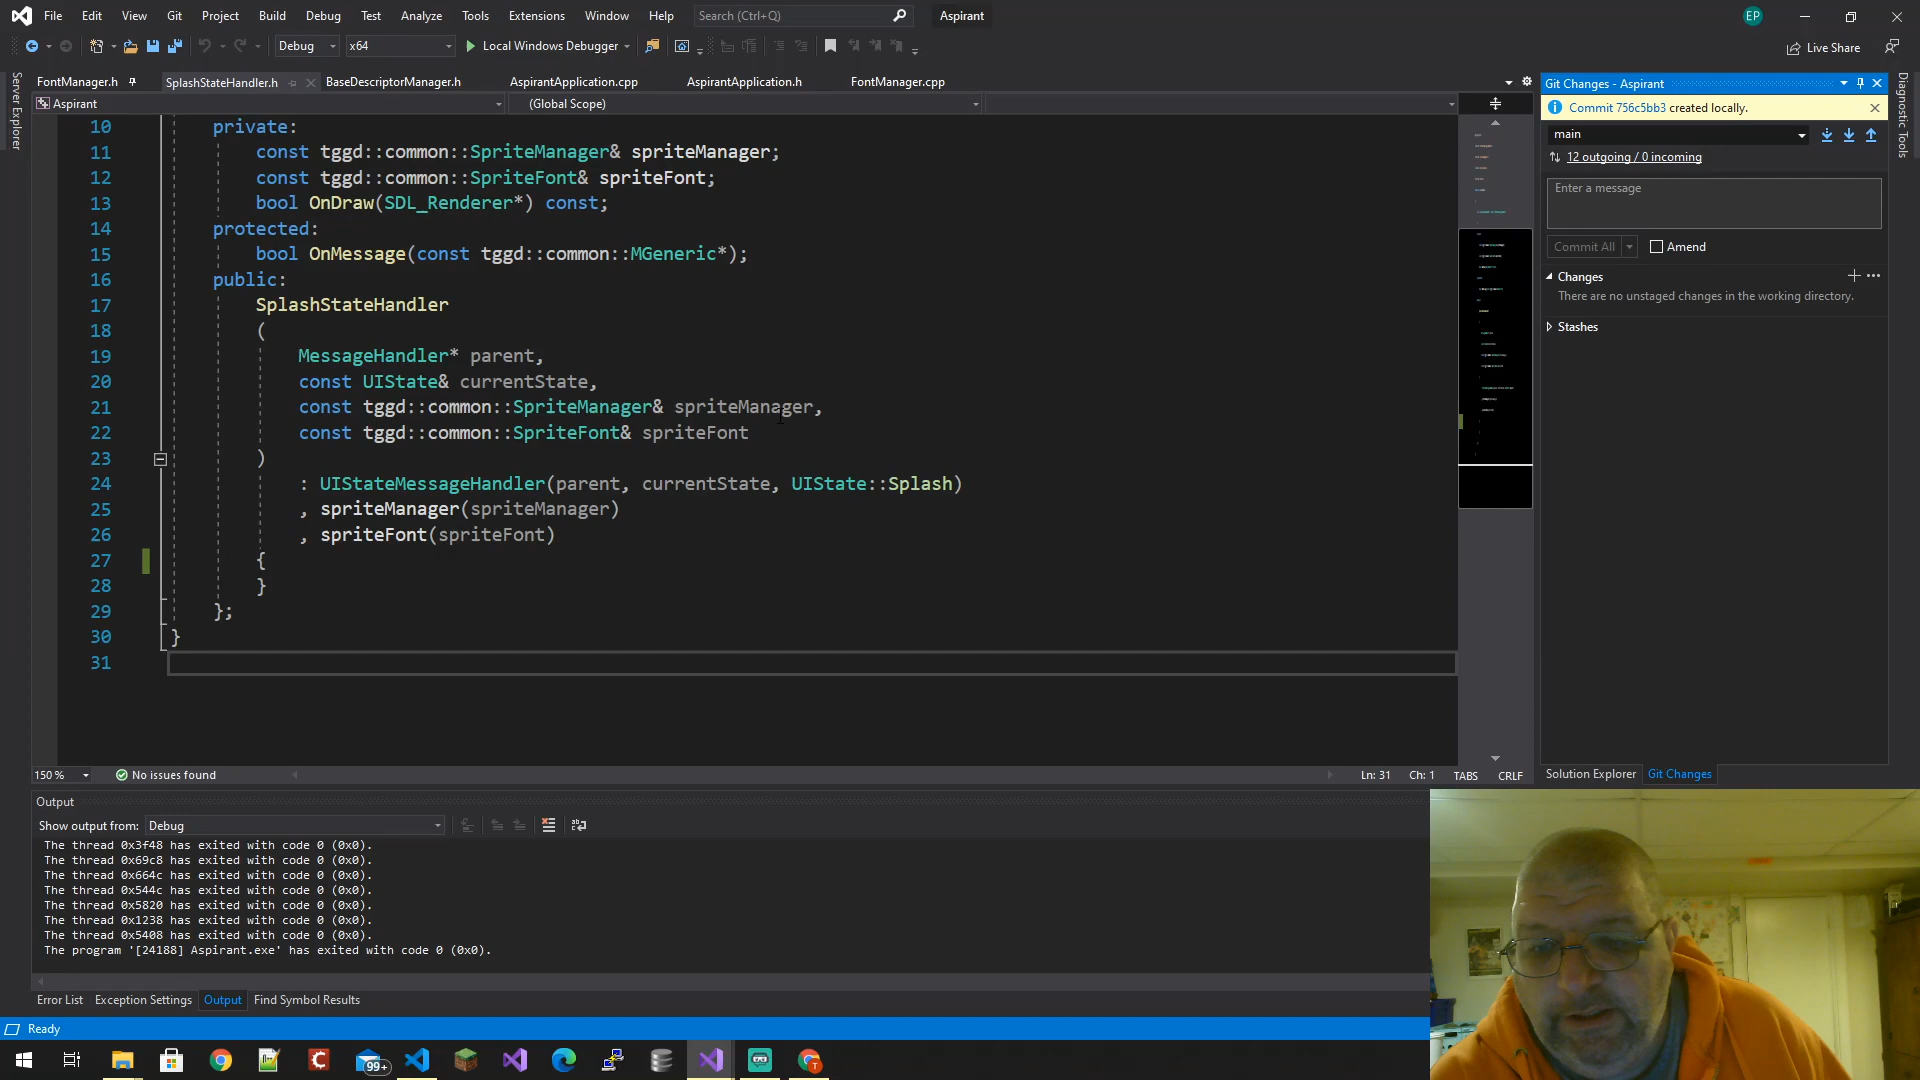 File Edit View Git Project Build Debug Test Analyze Tools Extensions Window Help Search (Ctrl+Q) Aspirant EP
Debug x64 Local Windows Debugger Live Share
Server Explorer
FontManager.h SplashStateHandler.h BaseDescriptorManager.h AspirantApplication.cpp AspirantApplication.h FontManager.cpp
Aspirant (Global Scope)
10 private:
11 const tggd::common::SpriteManager& spriteManager;
12 const tggd::common::SpriteFont& spriteFont;
13 bool OnDraw(SDL_Renderer*) const;
14 protected:
15 bool OnMessage(const tggd::common::MGeneric*);
16 public:
17 SplashStateHandler
18 (
19 MessageHandler* parent,
20 const UIState& currentState,
21 const tggd::common::SpriteManager& spriteManager,
22 const tggd::common::SpriteFont& spriteFont
23 )
24 : UIStateMessageHandler(parent, currentState, UIState::Splash)
25 , spriteManager(spriteManager)
26 , spriteFont(spriteFont)
27 {
28 }
29 };
30 }
31
150 % No issues found Ln: 31 Ch: 1 TABS CRLF
Git Changes - Aspirant
Commit 756c5bb3 created locally.
main
12 outgoing / 0 incoming
Enter a message
Commit All Amend
Changes
There are no unstaged changes in the working directory.
Stashes
Solution Explorer Git Changes
Diagnostic Tools
Output
Show output from: Debug
The thread 0x3f48 has exited with code 0 (0x0).
The thread 0x69c8 has exited with code 0 (0x0).
The thread 0x664c has exited with code 0 (0x0).
The thread 0x544c has exited with code 0 (0x0).
The thread 0x5820 has exited with code 0 (0x0).
The thread 0x1238 has exited with code 0 (0x0).
The thread 0x5408 has exited with code 0 (0x0).
The program '[24188] Aspirant.exe' has exited with code 0 (0x0).
Error List Exception Settings Output Find Symbol Results
Ready
99+